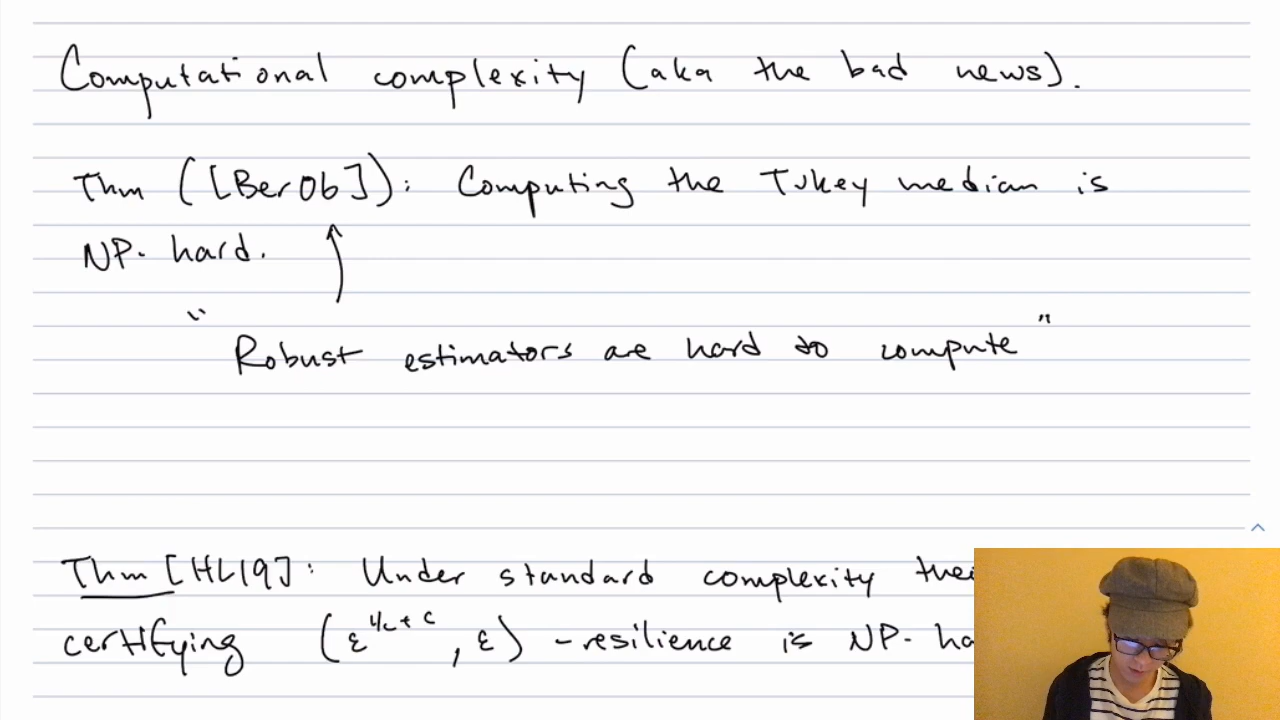 Computational complexity (aka the bad news).
Thm ([Ber06]): Computing the Tukey median is
NP-hard.
"Robust estimators are hard to compute"
Thm [HL19]: Under standard complexity
certifying (ε^{1/2+c}, ε)-resilience is NP-